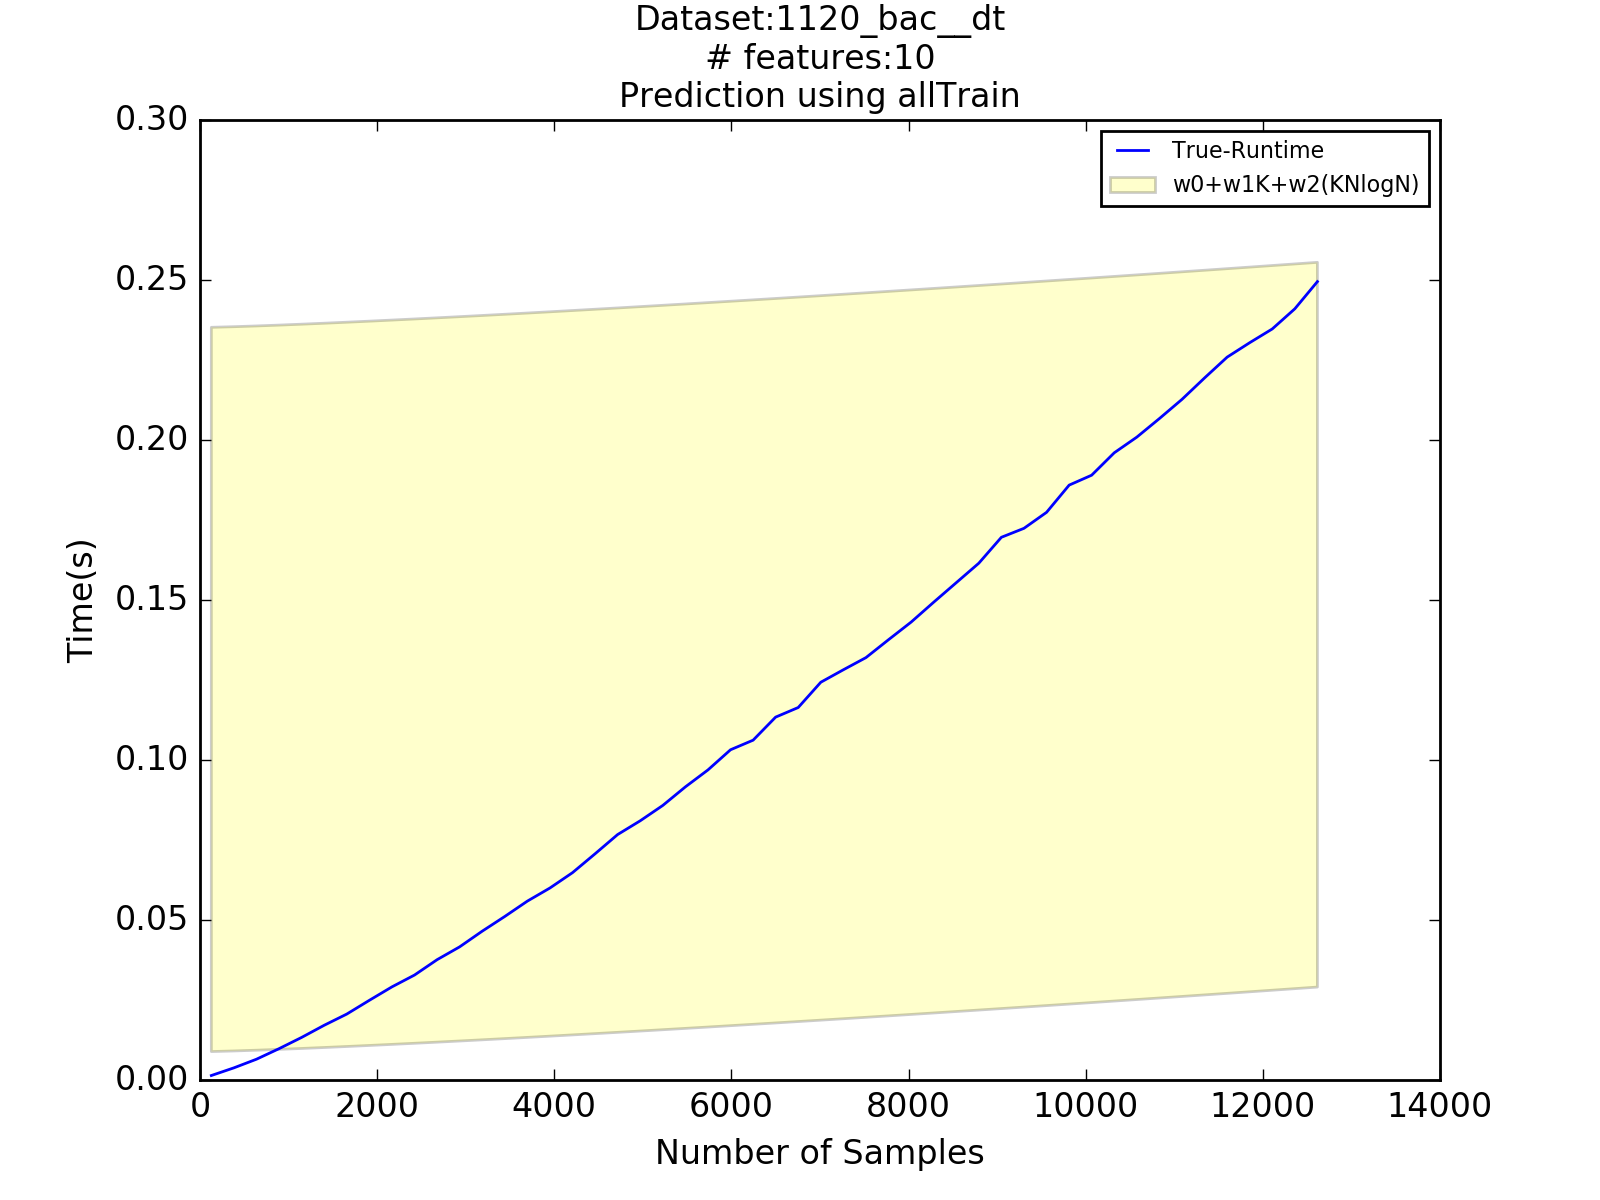 Dataset:1120_bac__dt
# features:10
Prediction using allTrain
0.30
0.25
0.20
0.15
0.10
0.05
0.00
Time(s)
True-Runtime
w0+w1K+w2(KNlogN)
0 2000 4000 6000 8000 10000 12000 14000
Number of Samples